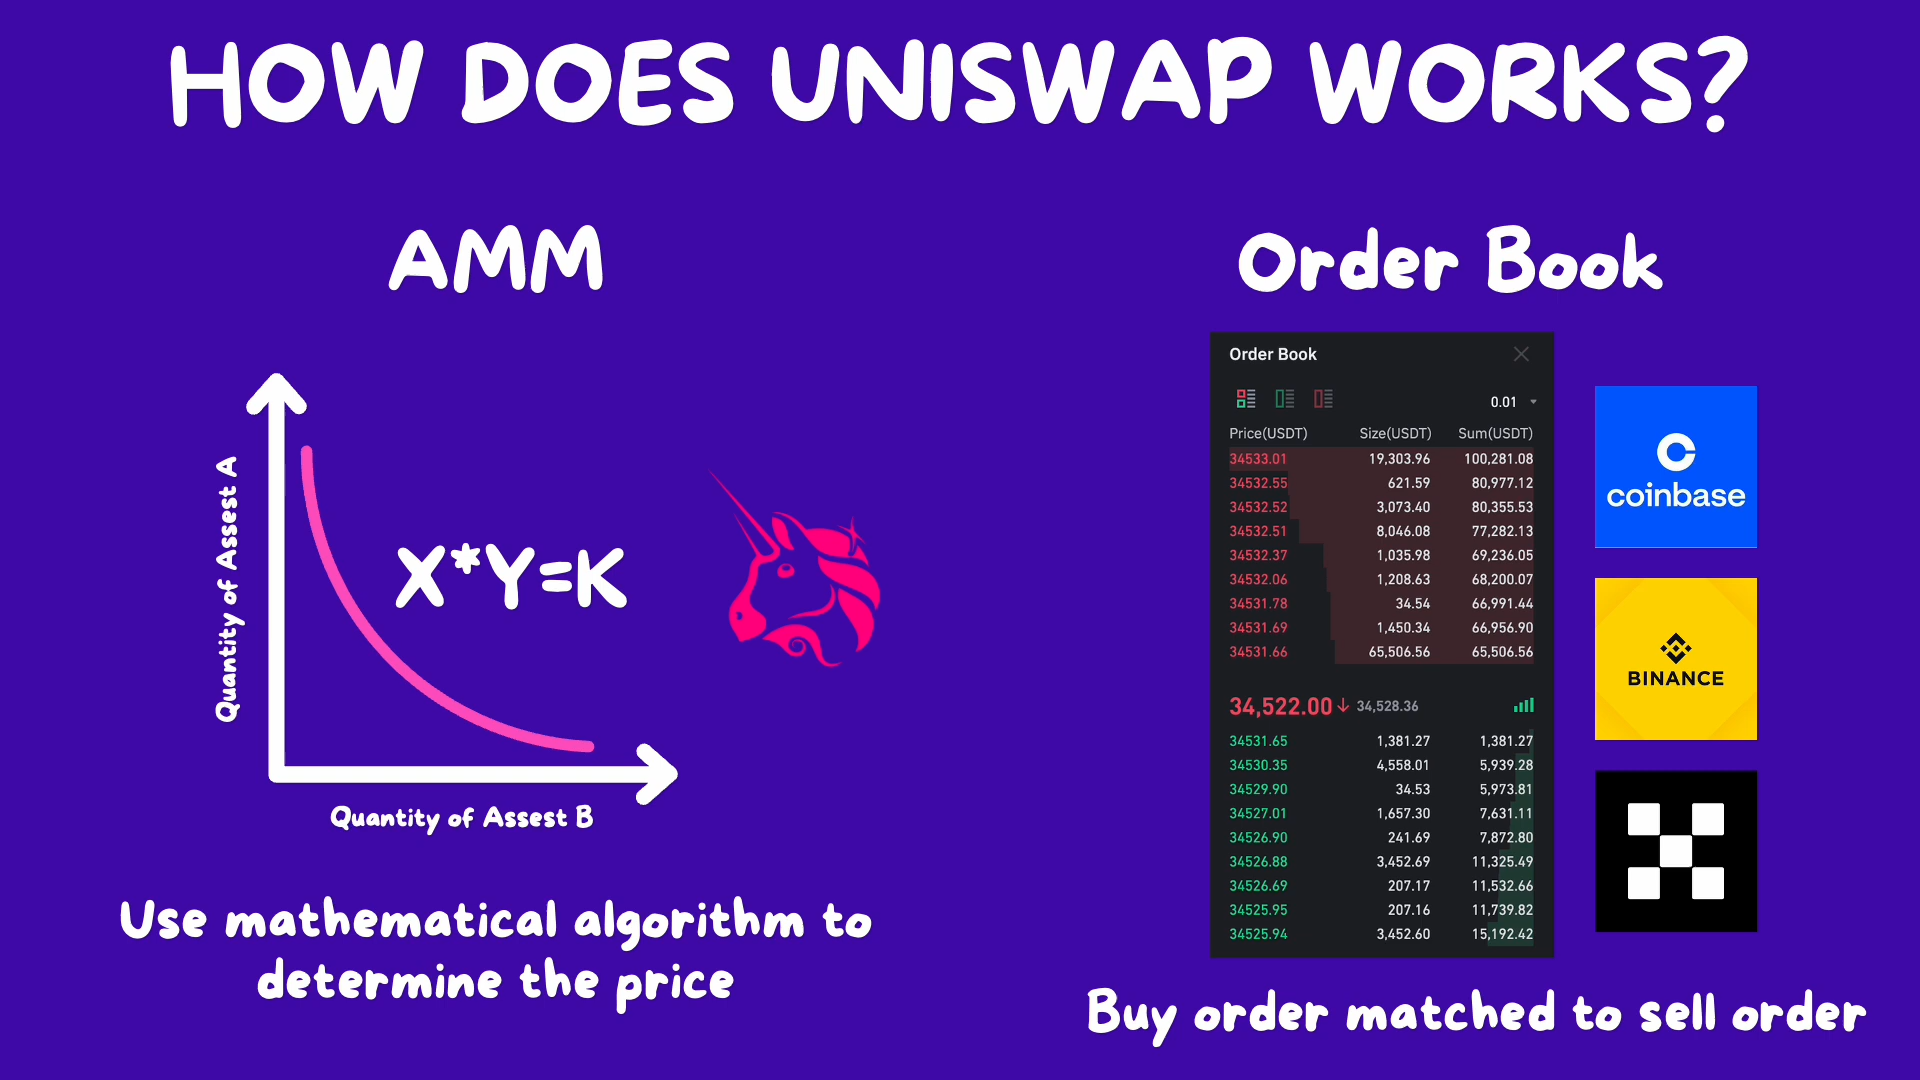 HOW DOES UNISWAP WORKS?
AMM
Quantity of Assest A
X*Y=K
Quantity of Assest B
Use mathematical algorithm to
determine the price
Order Book
Order Book
0.01
Price(USDT) Size(USDT) Sum(USDT)
34533.01 19,303.96 100,281.08
34532.55 621.59 80,977.12
34532.52 3,073.40 80,355.53
34532.51 8,046.08 77,282.13
34532.37 1,035.98 69,236.05
34532.06 1,208.63 68,200.07
34531.78 34.54 66,991.44
34531.69 1,450.34 66,956.90
34531.66 65,506.56 65,506.56
34,522.00 34,528.36
34531.65 1,381.27 1,381.27
34530.35 4,558.01 5,939.28
34529.90 34.53 5,973.81
34527.01 1,657.30 7,631.11
34526.90 241.69 7,872.80
34526.88 3,452.69 11,325.49
34526.69 207.17 11,532.66
34525.95 207.16 11,739.82
34525.94 3,452.60 15,192.42
coinbase
BINANCE
Buy order matched to sell order